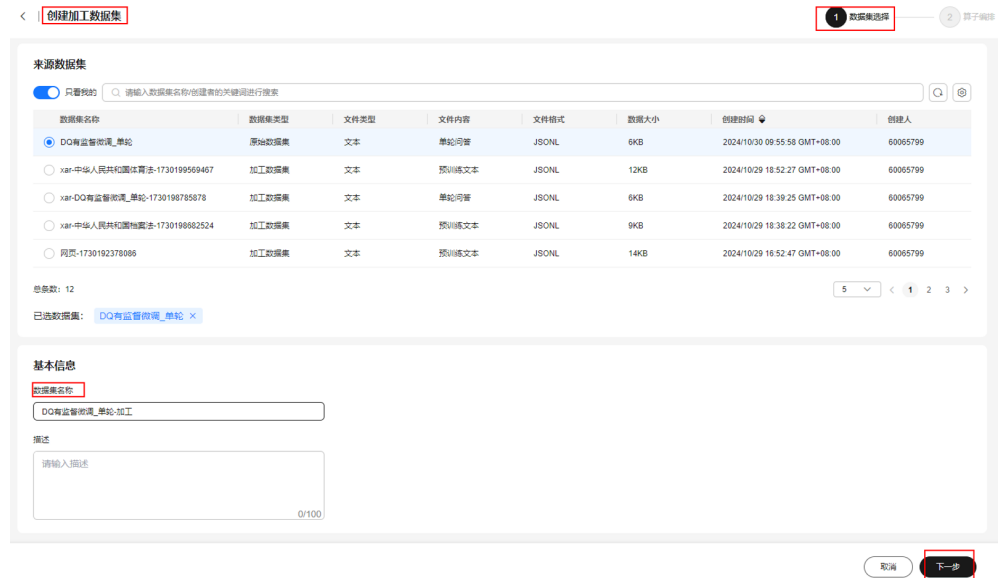 创建加工数据集
1 数据集选择 2 算子编排
来源数据集
只看我的 请输入数据集名称/创建者的关键词进行搜索
数据集名称 数据集类型 文件类型 文件内容 文件格式 数据大小 创建时间 创建人
DQ有监督微调_单轮 原始数据集 文本 单轮问答 JSONL 6KB 2024/10/30 09:55:58 GMT+08:00 60065799
xar-中华人民共和国体育法-1730199569467 加工数据集 文本 预训练文本 JSONL 12KB 2024/10/29 18:52:27 GMT+08:00 60065799
xar-DQ有监督微调_单轮-1730198785878 加工数据集 文本 单轮问答 JSONL 6KB 2024/10/29 18:39:25 GMT+08:00 60065799
xar-中华人民共和国档案法-1730198682524 加工数据集 文本 预训练文本 JSONL 9KB 2024/10/29 18:38:22 GMT+08:00 60065799
网页-1730192378086 加工数据集 文本 预训练文本 JSONL 14KB 2024/10/29 16:52:47 GMT+08:00 60065799
总条数: 12 5 1 2 3
已选数据集: DQ有监督微调_单轮 ×
基本信息
数据集名称
DQ有监督微调_单轮-加工
描述
请输入描述
0/100
取消 下一步